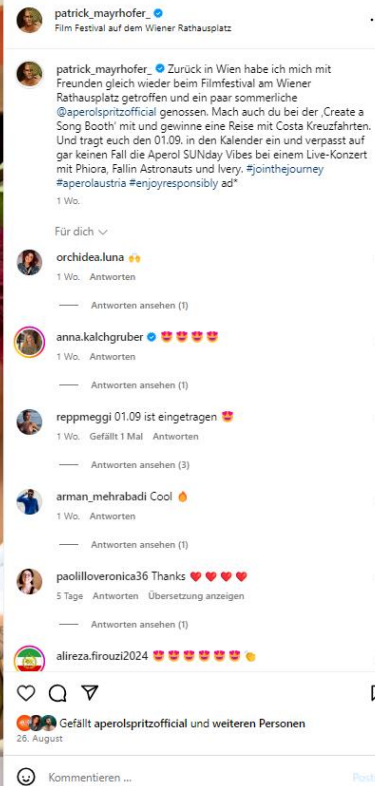 patrick_mayrhofer_
Film Festival auf dem Wiener Rathausplatz
patrick_mayrhofer_ Zurück in Wien habe ich mich mit
Freunden gleich wieder beim Filmfestival am Wiener
Rathausplatz getroffen und ein paar sommerliche
@aperolspritzofficial genossen. Mach auch du bei der ‚Create a
Song Booth' mit und gewinne eine Reise mit Costa Kreuzfahrten.
Und tragt euch den 01.09. in den Kalender ein und verpasst auf
gar keinen Fall die Aperol SUNday Vibes bei einem Live-Konzert
mit Phiora, Fallin Astronauts und Ivery. #jointhejourney
#aperolaustria #enjoyresponsibly ad*
1 Wo.
Für dich
orchidea.luna 🙌
1 Wo. Antworten
Antworten ansehen (1)
anna.kalchgruber 😍😍😍😍
1 Wo. Antworten
Antworten ansehen (1)
reppmeggi 01.09 ist eingetragen 😍
1 Wo. Gefällt 1 Mal Antworten
Antworten ansehen (3)
arman_mehrabadi Cool 🔥
1 Wo. Antworten
Antworten ansehen (1)
paolilloveronica36 Thanks ❤️❤️❤️❤️
5 Tage Antworten Übersetzung anzeigen
Antworten ansehen (1)
alireza.firouzi2024 😍😍😍😍😍😍👏
Gefällt aperolspritzofficial und weiteren Personen
26. August
Kommentieren ...
Post